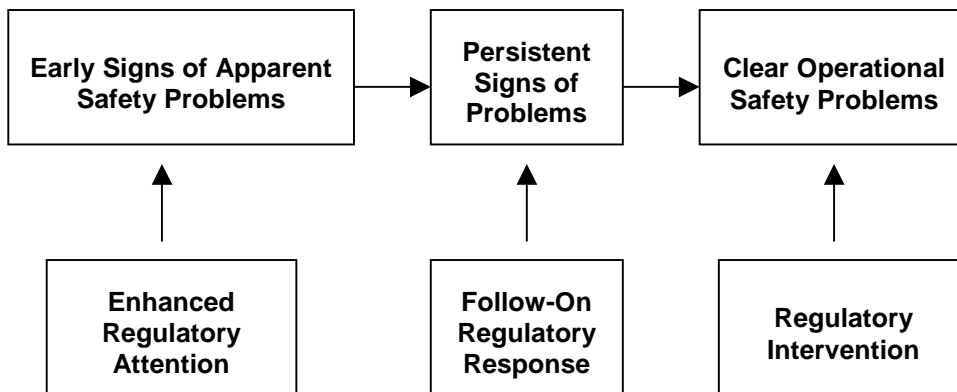 Early Signs of Apparent
Safety Problems
Persistent
Signs of
Problems
Clear Operational
Safety Problems
Enhanced
Regulatory
Attention
Follow-On
Regulatory
Response
Regulatory
Intervention